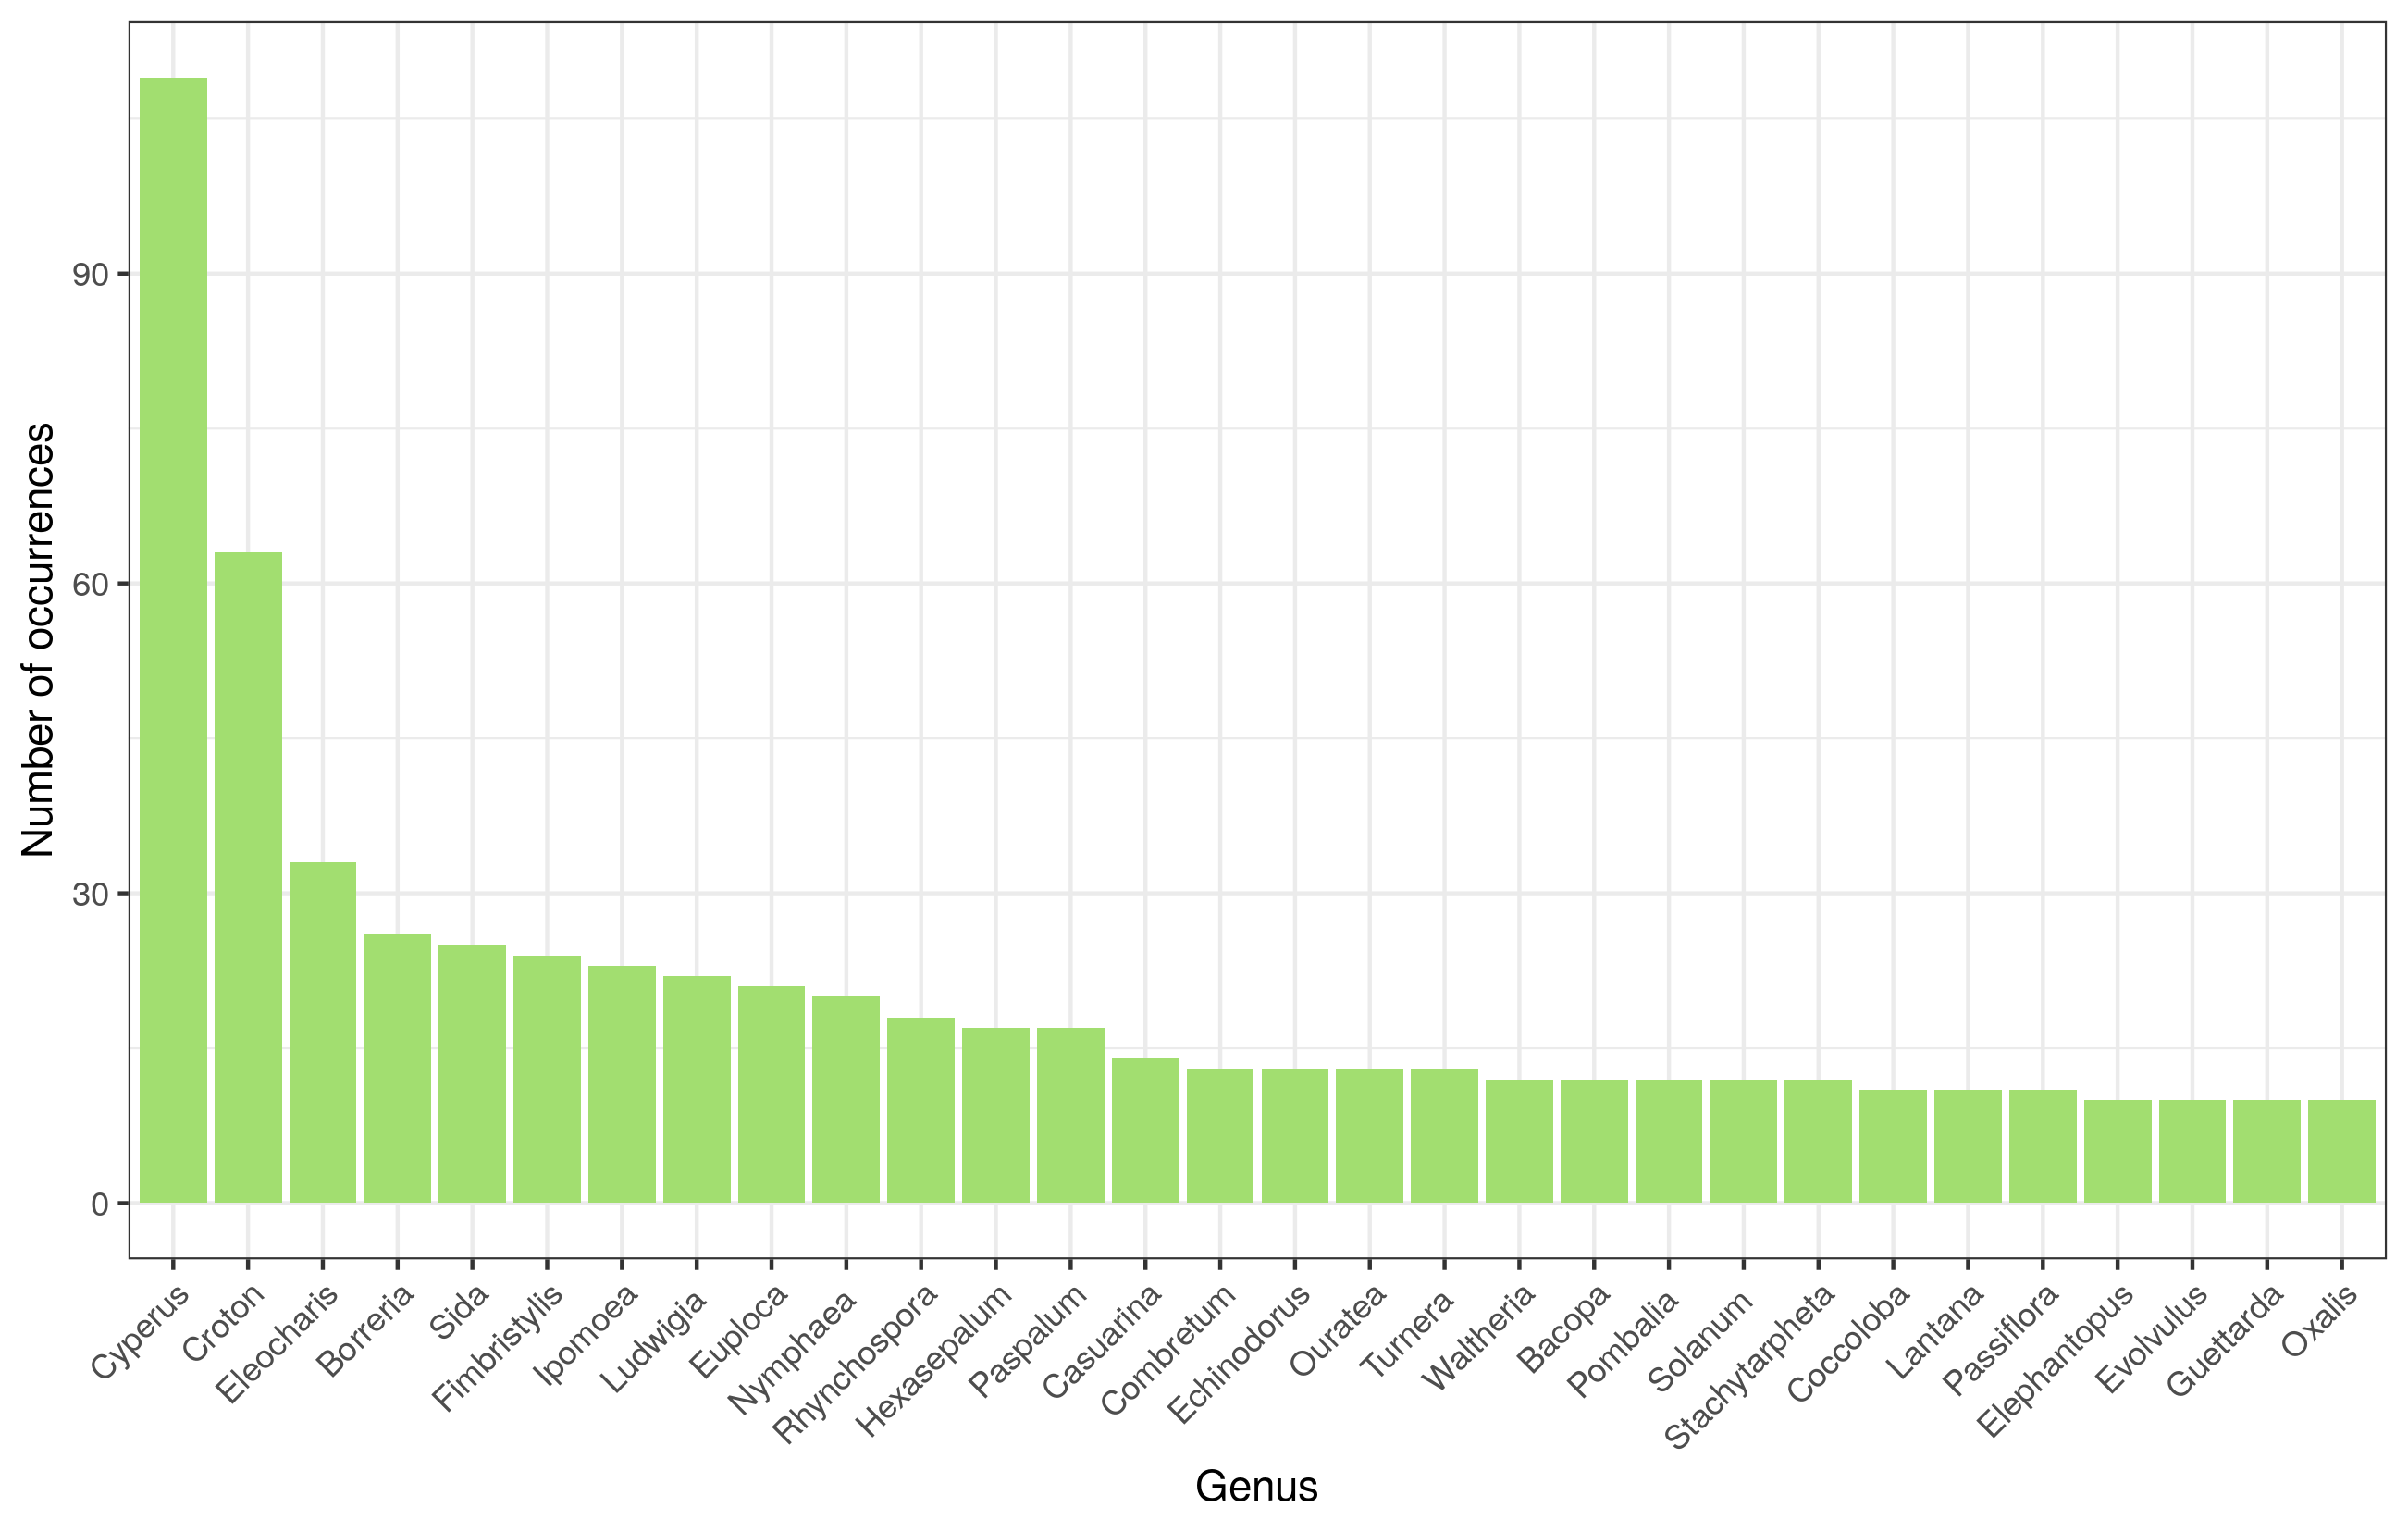 Number of occurrences
90
60
30
0
Cyperus
Croton
Eleocharis
Borreria
Sida
Fimbristylis
Ipomoea
Ludwigia
Euploca
Nymphaea
Rhynchospora
Hexasepalum
Paspalum
Casuarina
Combretum
Echinodorus
Ouratea
Turnera
Waltheria
Bacopa
Pombalia
Solanum
Stachytarpheta
Coccoloba
Lantana
Passiflora
Elephantopus
Evolvulus
Guettarda
Oxalis
Genus